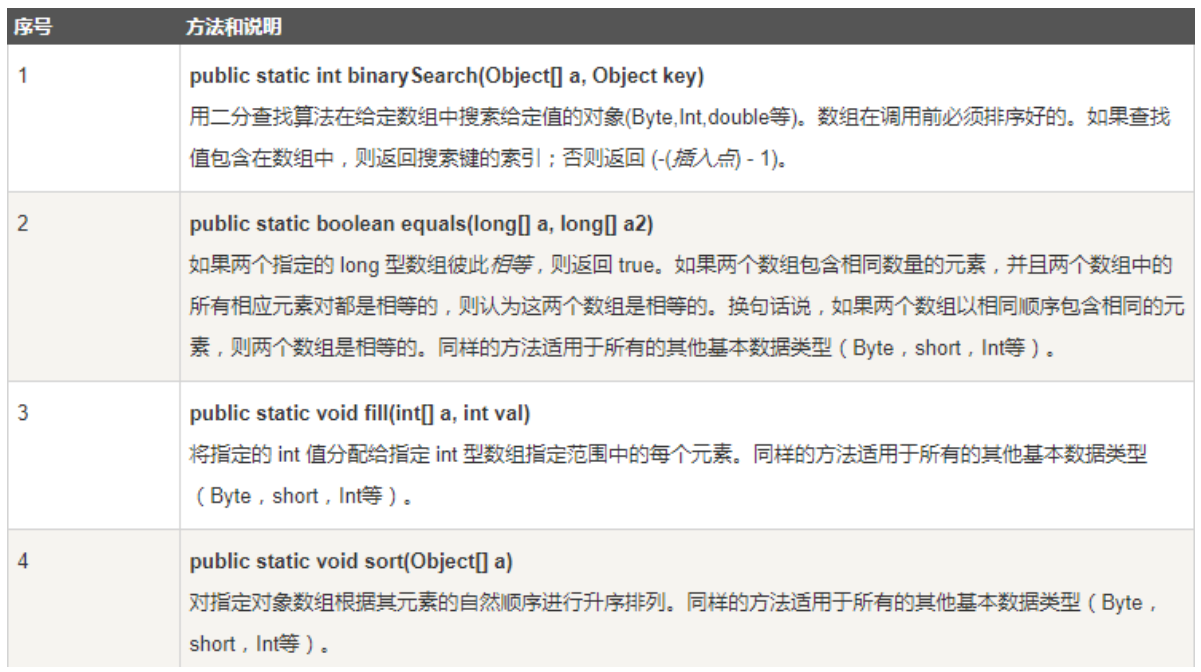 序号 方法和说明
1 public static int binarySearch(Object[] a, Object key)
用二分查找算法在给定数组中搜索给定值的对象(Byte,Int,double等)。数组在调用前必须排序好的。如果查找
值包含在数组中，则返回搜索键的索引；否则返回 (-(插入点) - 1)。
2 public static boolean equals(long[] a, long[] a2)
如果两个指定的 long 型数组彼此相等，则返回 true。如果两个数组包含相同数量的元素，并且两个数组中的
所有相应元素对都是相等的，则认为这两个数组是相等的。换句话说，如果两个数组以相同顺序包含相同的元
素，则两个数组是相等的。同样的方法适用于所有的其他基本数据类型（Byte，short，Int等）。
3 public static void fill(int[] a, int val)
将指定的 int 值分配给指定 int 型数组指定范围中的每个元素。同样的方法适用于所有的其他基本数据类型
（Byte，short，Int等）。
4 public static void sort(Object[] a)
对指定对象数组根据其元素的自然顺序进行升序排列。同样的方法适用于所有的其他基本数据类型（Byte，
short，Int等）。